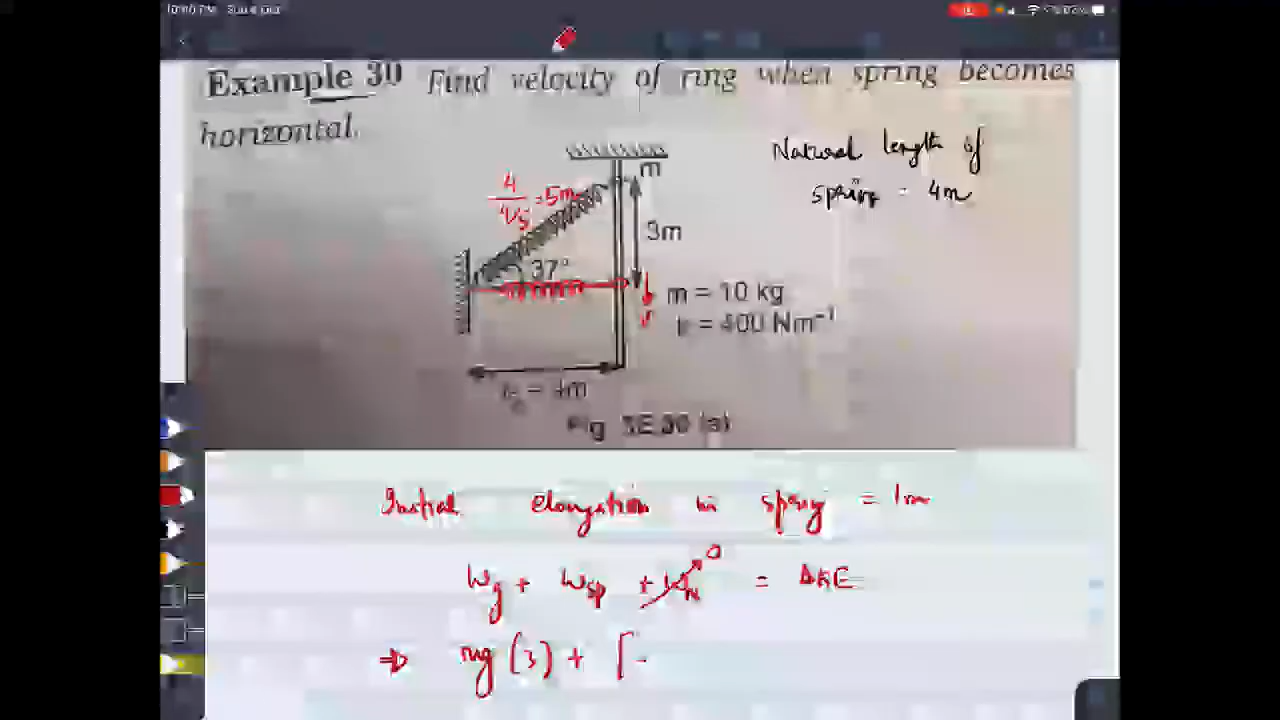 Example 30 Find velocity of ring when spring becomes
horizontal.
Natural length of
spring = 4m
m
4/4/5 = 5m
3m
37°
m = 10 kg
k = 400 Nm⁻¹
= 4m
Fig 3E.30 (a)
Initial elongation in spring = 1m
Wg + Wsp + WN 0 = ΔKE
⇒ mg (3) + [-